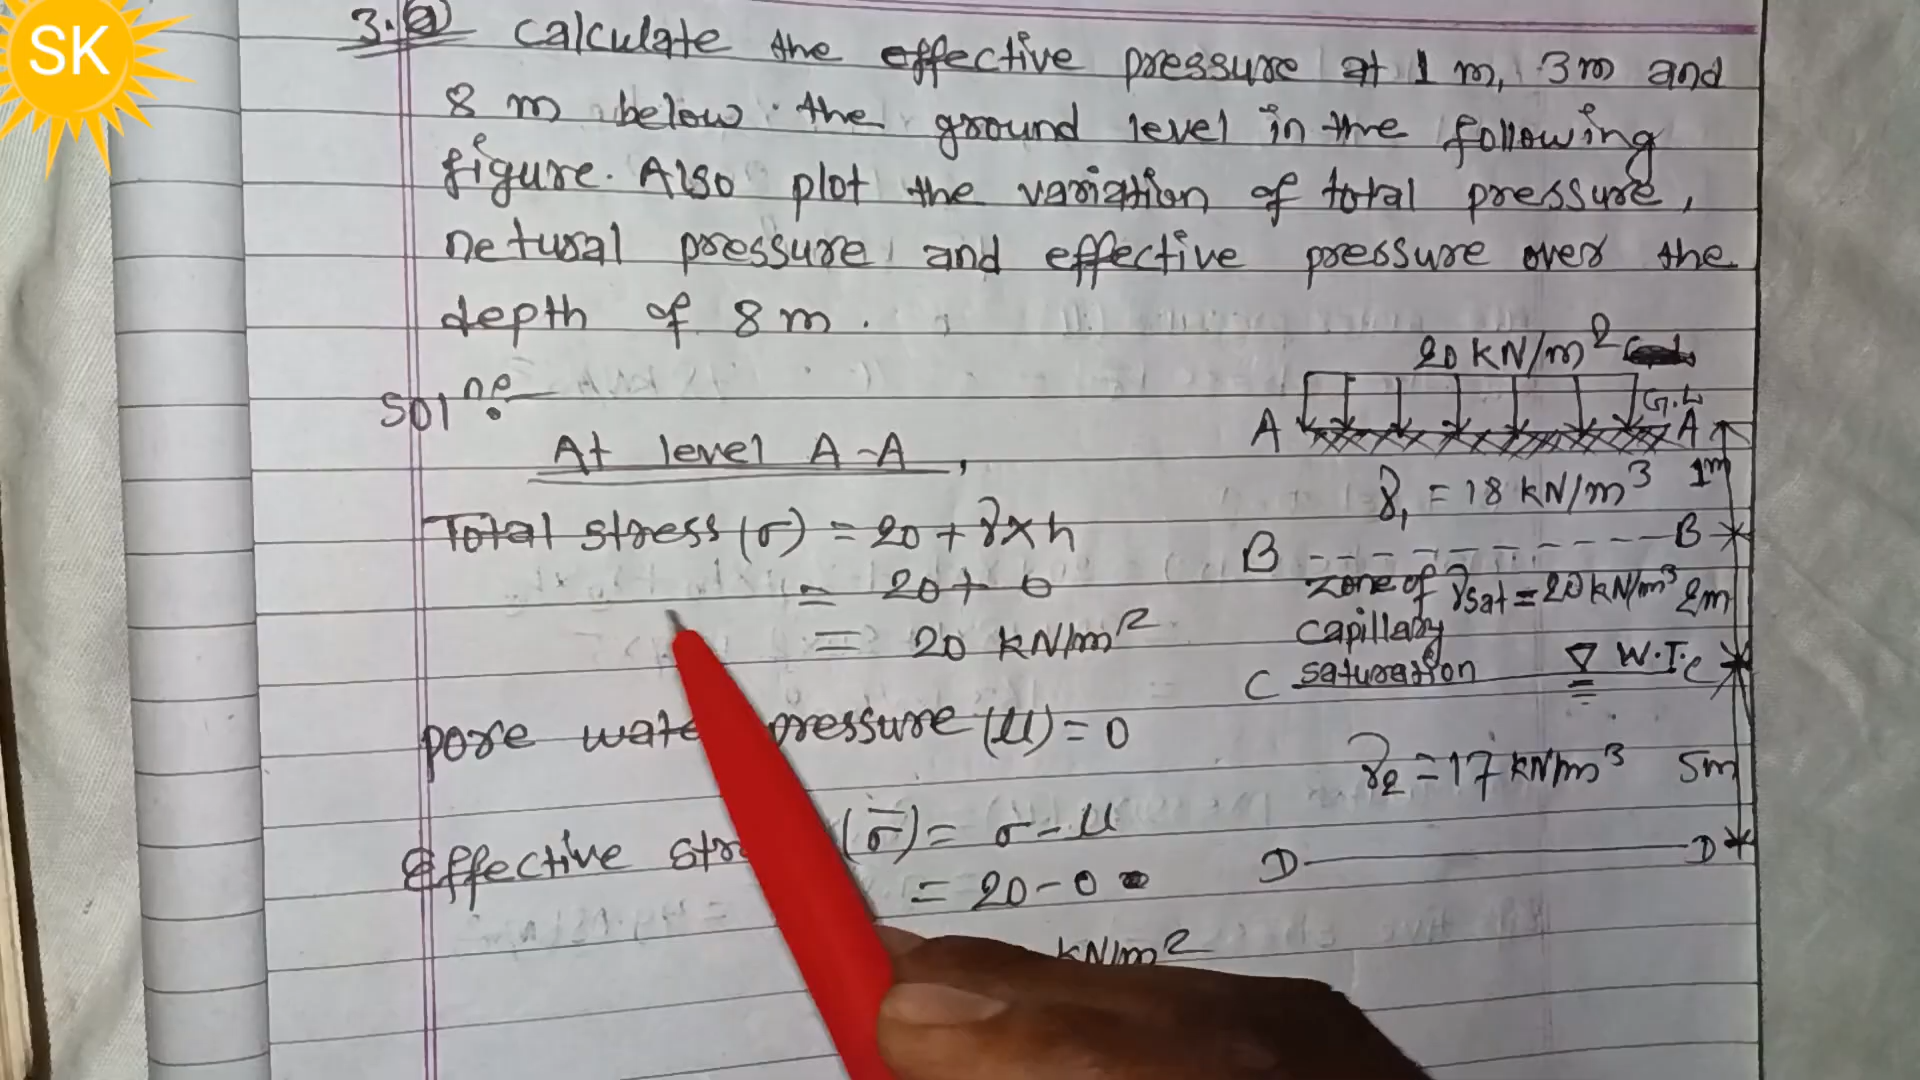 SK
3. (a) Calculate the effective pressure at 1 m, 3m and
8 m below the ground level in the following
figure. Also plot the variation of total pressure,
netural pressure and effective pressure over the
depth of 8 m.
Solnc
At level A-A,
Total stress (σ) = 20 + γ×h
= 20 + 0
= 20 kN/m²
pore wate pressure (u) = 0
Effective str (σ̄) = σ - u
= 20 - 0
kN/m²
20 kN/m²
G.L
A A
1m
γ₁ = 18 kN/m³
B B
Zone of γsat = 20 kN/m³ 2m
capillary
saturation
C W.T. C
γ₂ = 17 kN/m³ 5m
D D